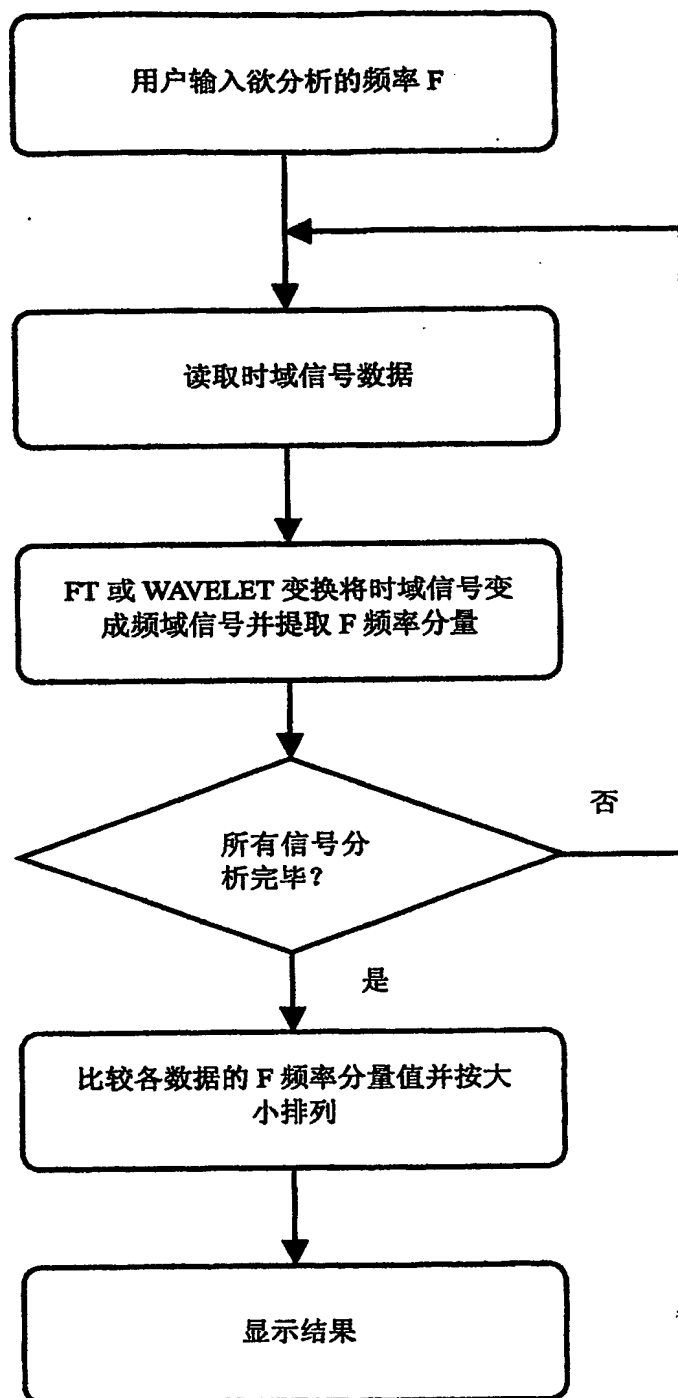 用户输入欲分析的频率 F
读取时域信号数据
FT 或 WAVELET 变换将时域信号变
成频域信号并提取 F 频率分量
所有信号分
析完毕?
否
是
比较各数据的 F 频率分量值并按大
小排列
显示结果